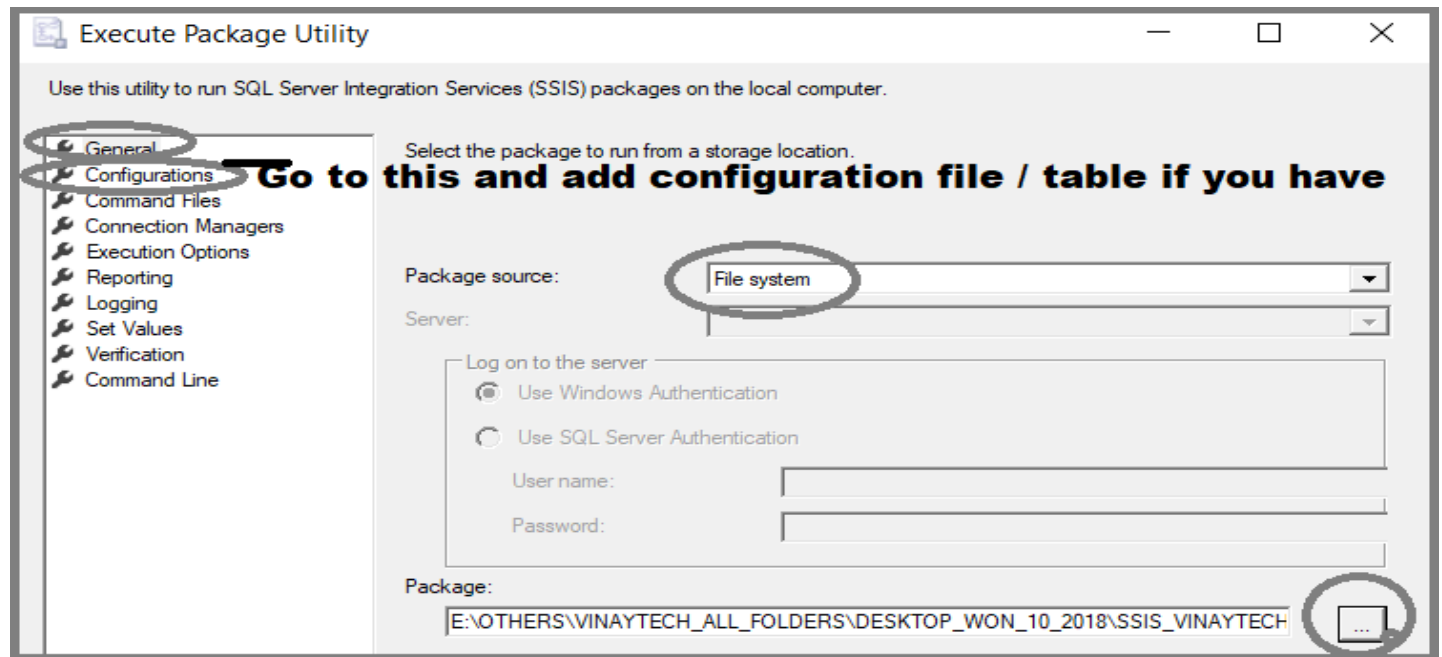 Execute Package Utility
Use this utility to run SQL Server Integration Services (SSIS) packages on the local computer.
General
Select the package to run from a storage location.
Configurations
Go to this and add configuration file / table if you have
Command Files
Connection Managers
Execution Options
Reporting
Logging
Set Values
Verification
Command Line
Package source:
File system
Server:
Log on to the server
Use Windows Authentication
Use SQL Server Authentication
User name:
Password:
Package:
E:\OTHERS\VINAYTECH_ALL_FOLDERS\DESKTOP_WON_10_2018\SSIS_VINAYTECH
...